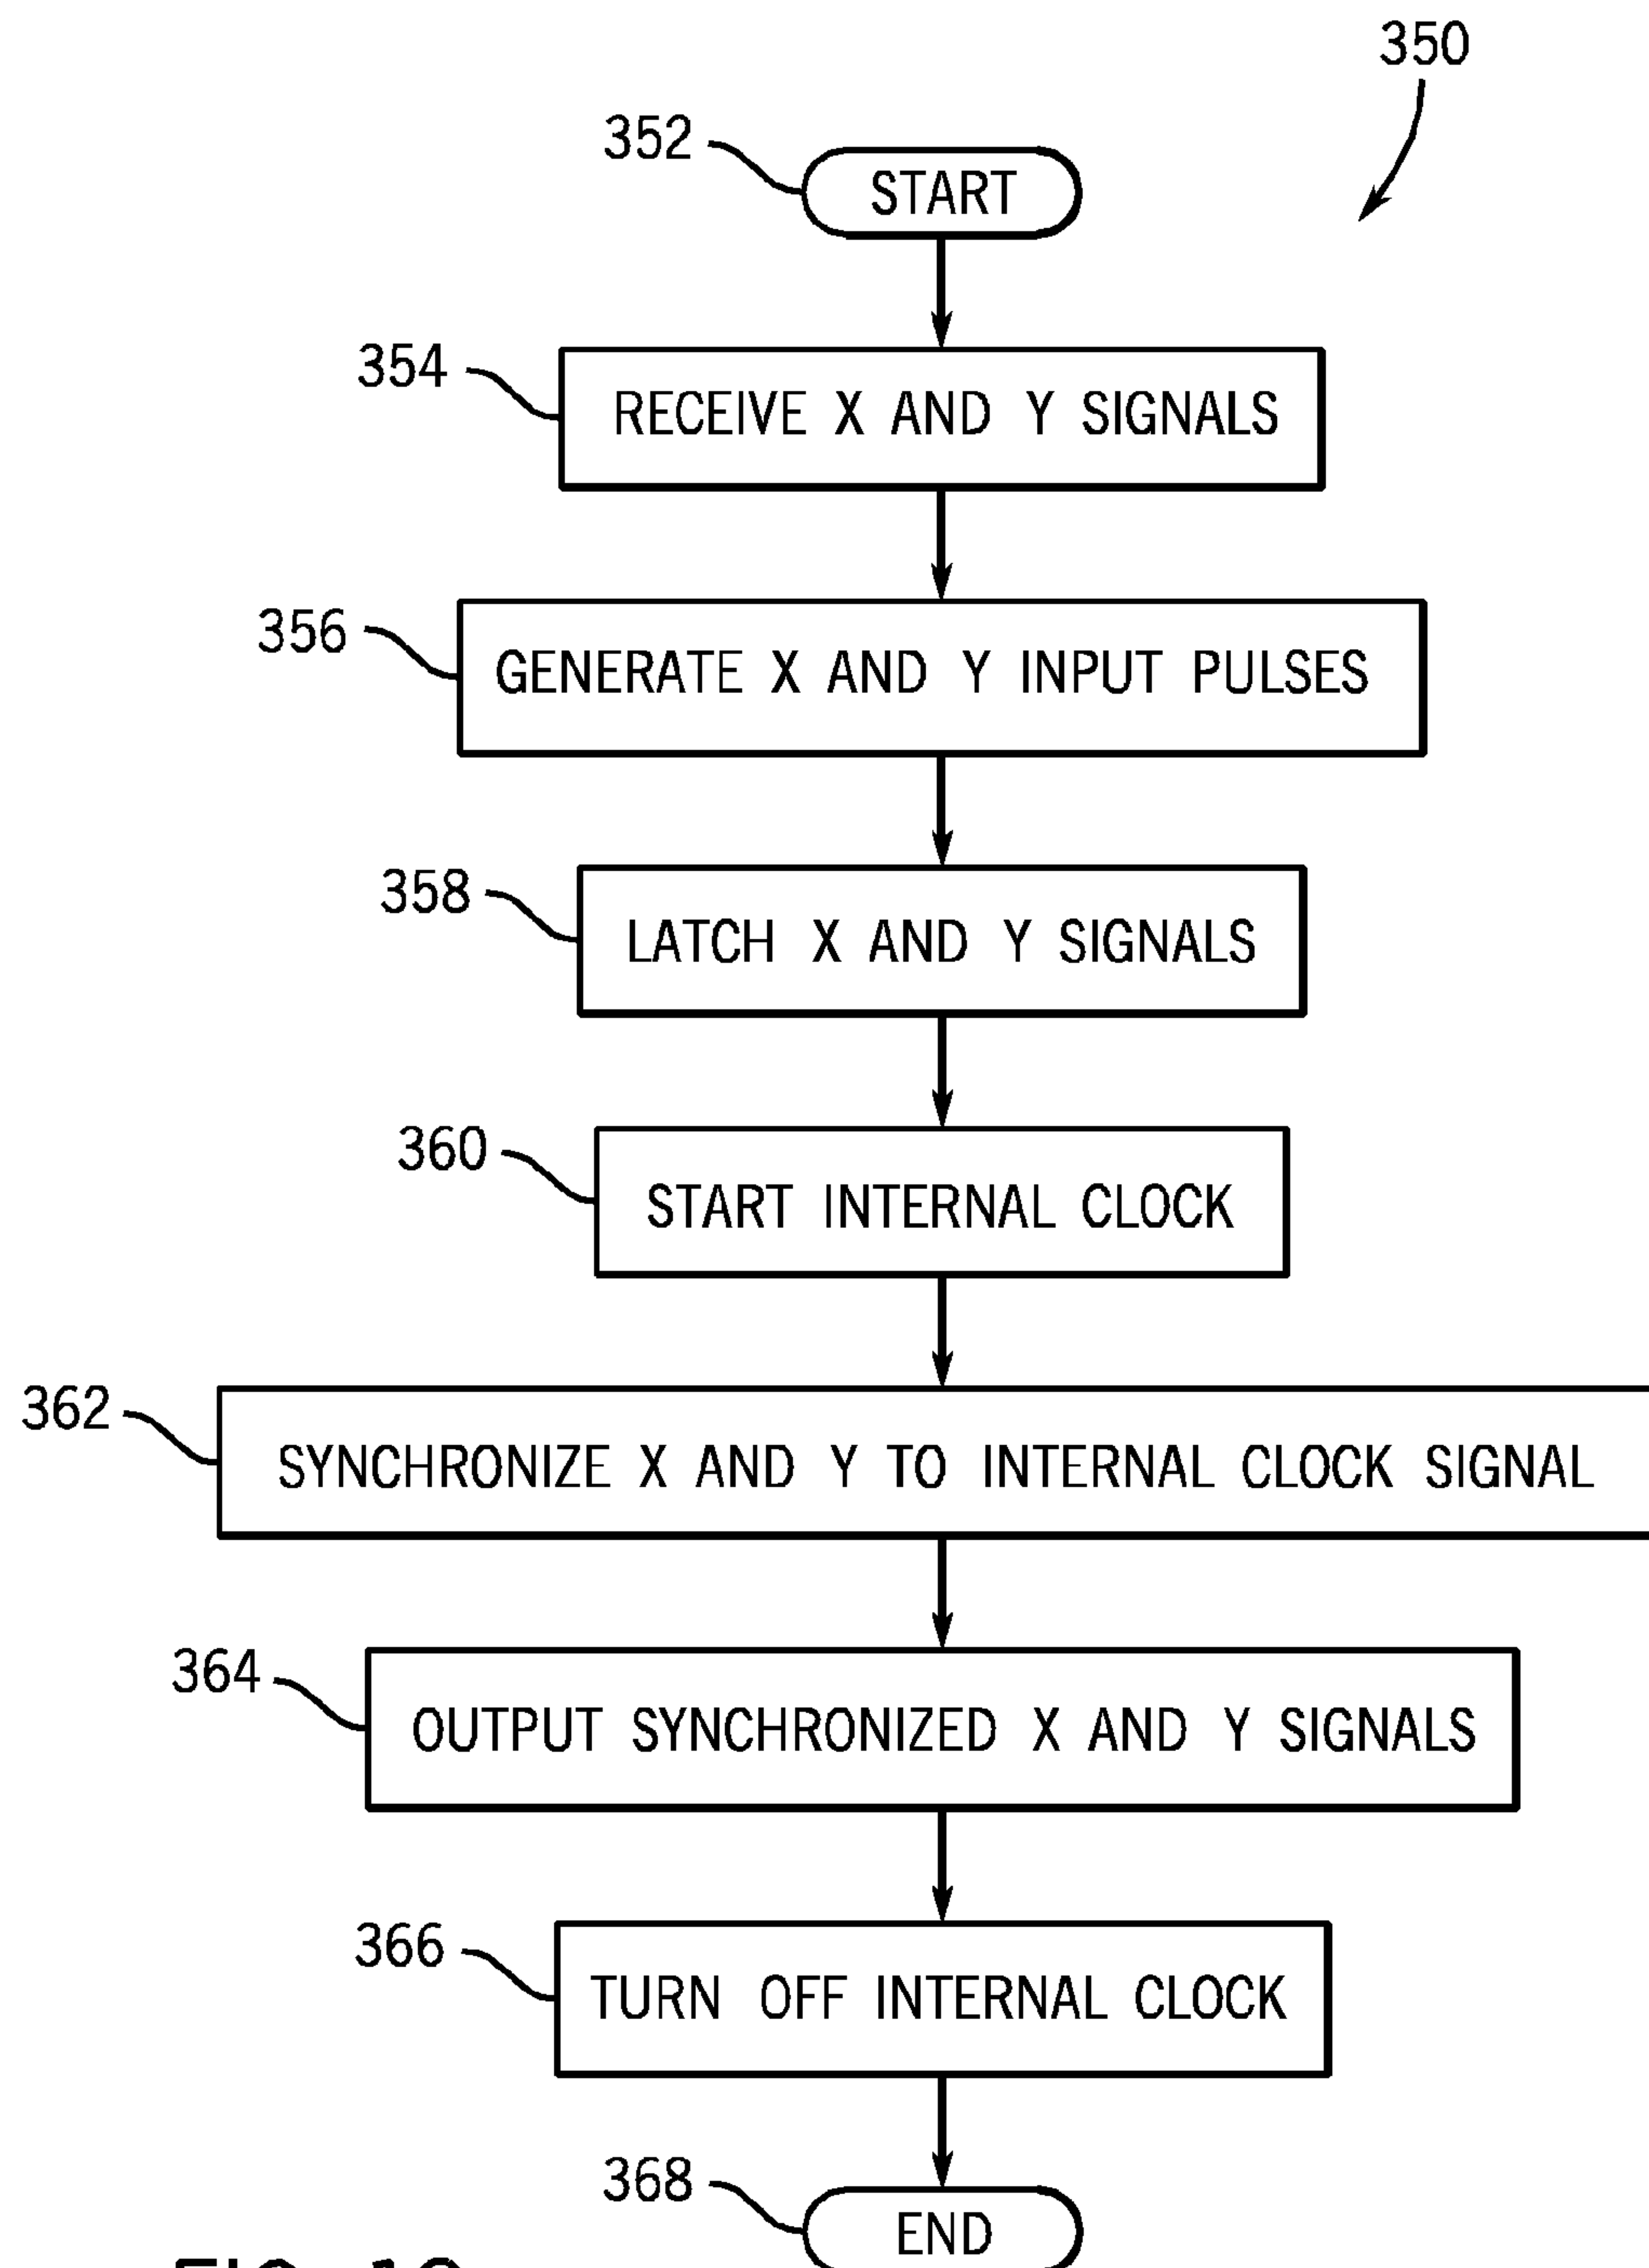 350
352
START
354
RECEIVE X AND Y SIGNALS
356
GENERATE X AND Y INPUT PULSES
358
LATCH X AND Y SIGNALS
360
START INTERNAL CLOCK
362
SYNCHRONIZE X AND Y TO INTERNAL CLOCK SIGNAL
364
OUTPUT SYNCHRONIZED X AND Y SIGNALS
366
TURN OFF INTERNAL CLOCK
368
END